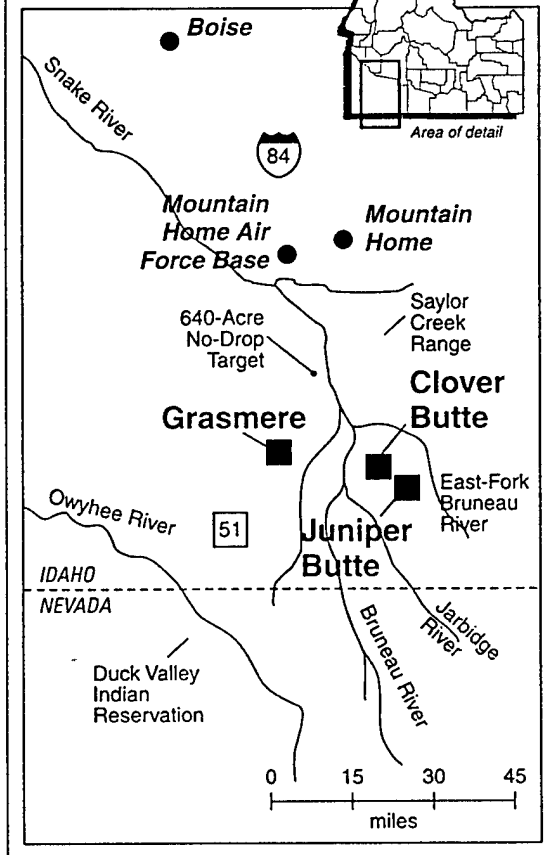 Boise
Snake River
Area of detail
84
Mountain
Home Air
Force Base
Mountain
Home
640-Acre
No-Drop
Target
Saylor
Creek
Range
Clover
Butte
Grasmere
East-Fork
Bruneau
River
Owyhee River
51
Juniper
Butte
IDAHO
NEVADA
Jarbidge
River
Bruneau River
Duck Valley
Indian
Reservation
0 15 30 45
miles